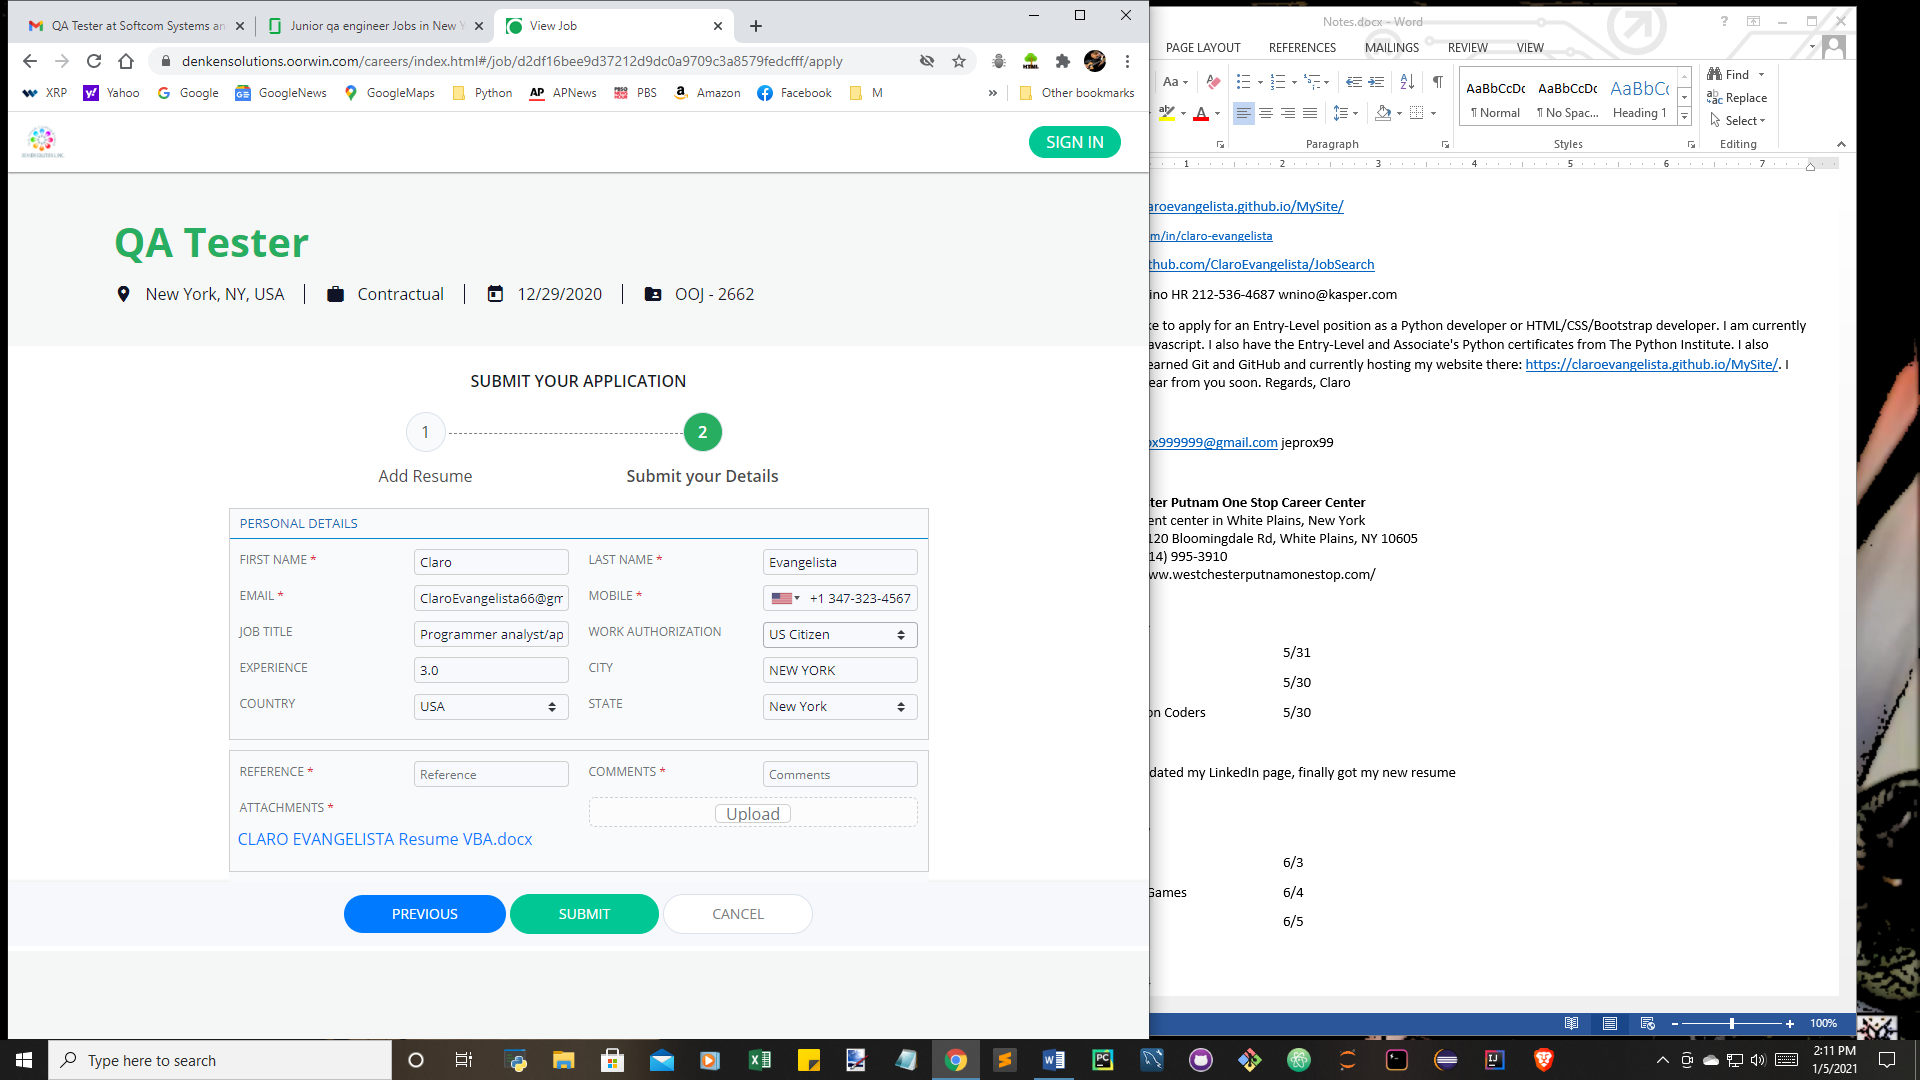 QA Tester at Softcom Systems an
Junior qa engineer Jobs in New Y
View Job
denkensolutions.oorwin.com/careers/index.html#/job/d2df16bee9d37212d9dc0a9709c3a8579fedcfff/apply
XRP
Yahoo
Google
GoogleNews
GoogleMaps
Python
AP APNews
PBS
Amazon
Facebook
M
»
Other bookmarks
SIGN IN
QA Tester
New York, NY, USA
Contractual
12/29/2020
OOJ - 2662
SUBMIT YOUR APPLICATION
1
2
Add Resume
Submit your Details
PERSONAL DETAILS
FIRST NAME * Claro
LAST NAME * Evangelista
EMAIL * ClaroEvangelista66@gm
MOBILE * +1 347-323-4567
JOB TITLE Programmer analyst/ap
WORK AUTHORIZATION US Citizen
EXPERIENCE 3.0
CITY NEW YORK
COUNTRY USA
STATE New York
REFERENCE * Reference
COMMENTS * Comments
ATTACHMENTS *
Upload
CLARO EVANGELISTA Resume VBA.docx
PREVIOUS
SUBMIT
CANCEL
Notes.docx - Word
PAGE LAYOUT
REFERENCES
MAILINGS
REVIEW
VIEW
Aa
AaBbCcDc
AaBbCcDc
AaBbCc
¶ Normal
¶ No Spac...
Heading 1
Find
Replace
Select
Paragraph
Styles
Editing
1 2 3 4 5 6 7
aroevangelista.github.io/MySite/
m/in/claro-evangelista
thub.com/ClaroEvangelista/JobSearch
ino HR 212-536-4687 wnino@kasper.com
ke to apply for an Entry-Level position as a Python developer or HTML/CSS/Bootstrap developer. I am currently
avascript. I also have the Entry-Level and Associate's Python certificates from The Python Institute. I also
earned Git and GitHub and currently hosting my website there: https://claroevangelista.github.io/MySite/. I
ear from you soon. Regards, Claro
ox999999@gmail.com jeprox99
ter Putnam One Stop Career Center
ent center in White Plains, New York
120 Bloomingdale Rd, White Plains, NY 10605
14) 995-3910
ww.westchesterputnamonestop.com/
5/31
5/30
on Coders 5/30
dated my LinkedIn page, finally got my new resume
6/3
Games 6/4
6/5
100%
Type here to search
2:11 PM
1/5/2021